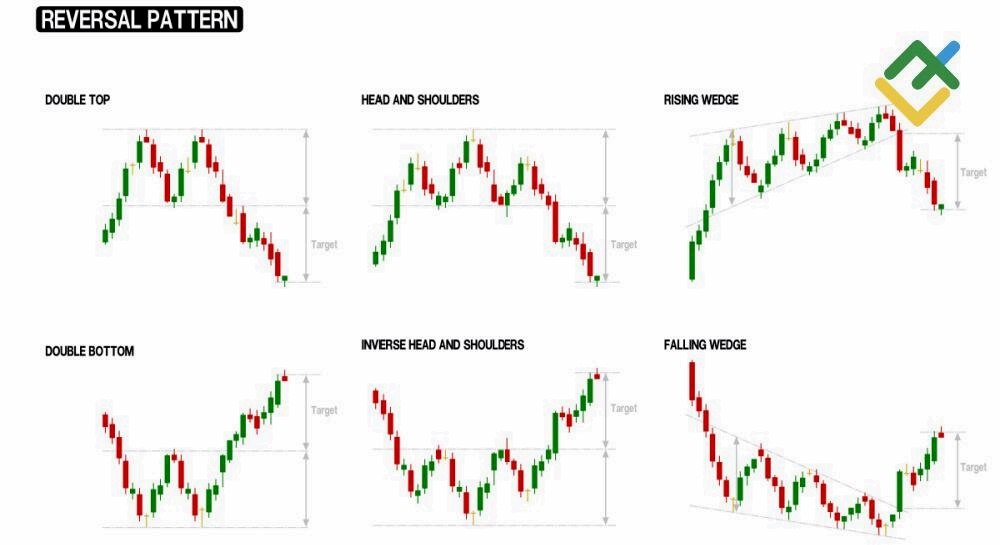 REVERSAL PATTERN
DOUBLE TOP
HEAD AND SHOULDERS
RISING WEDGE
Target
Target
Target
DOUBLE BOTTOM
INVERSE HEAD AND SHOULDERS
FALLING WEDGE
Target
Target
Target